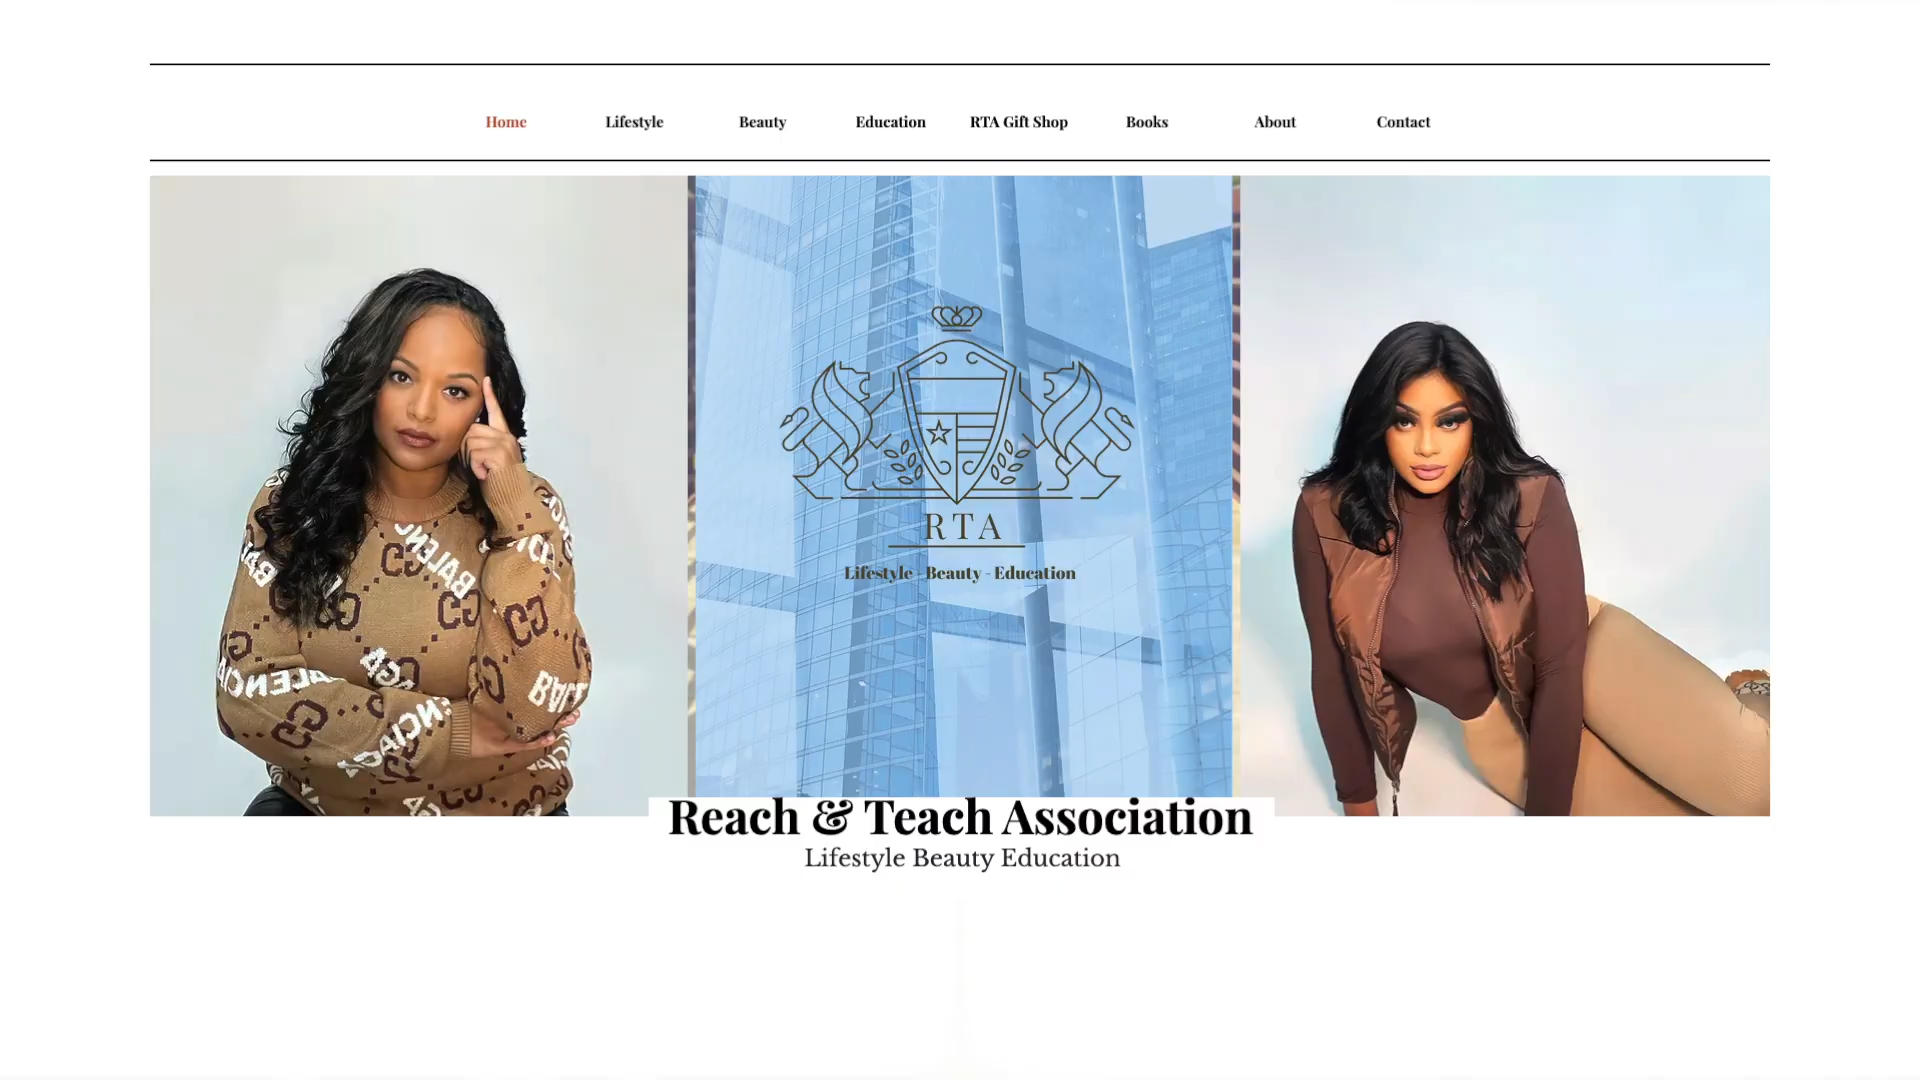 Home Lifestyle Beauty Education RTA Gift Shop Books About Contact
RTA
Lifestyle - Beauty - Education
Reach & Teach Association
Lifestyle Beauty Education